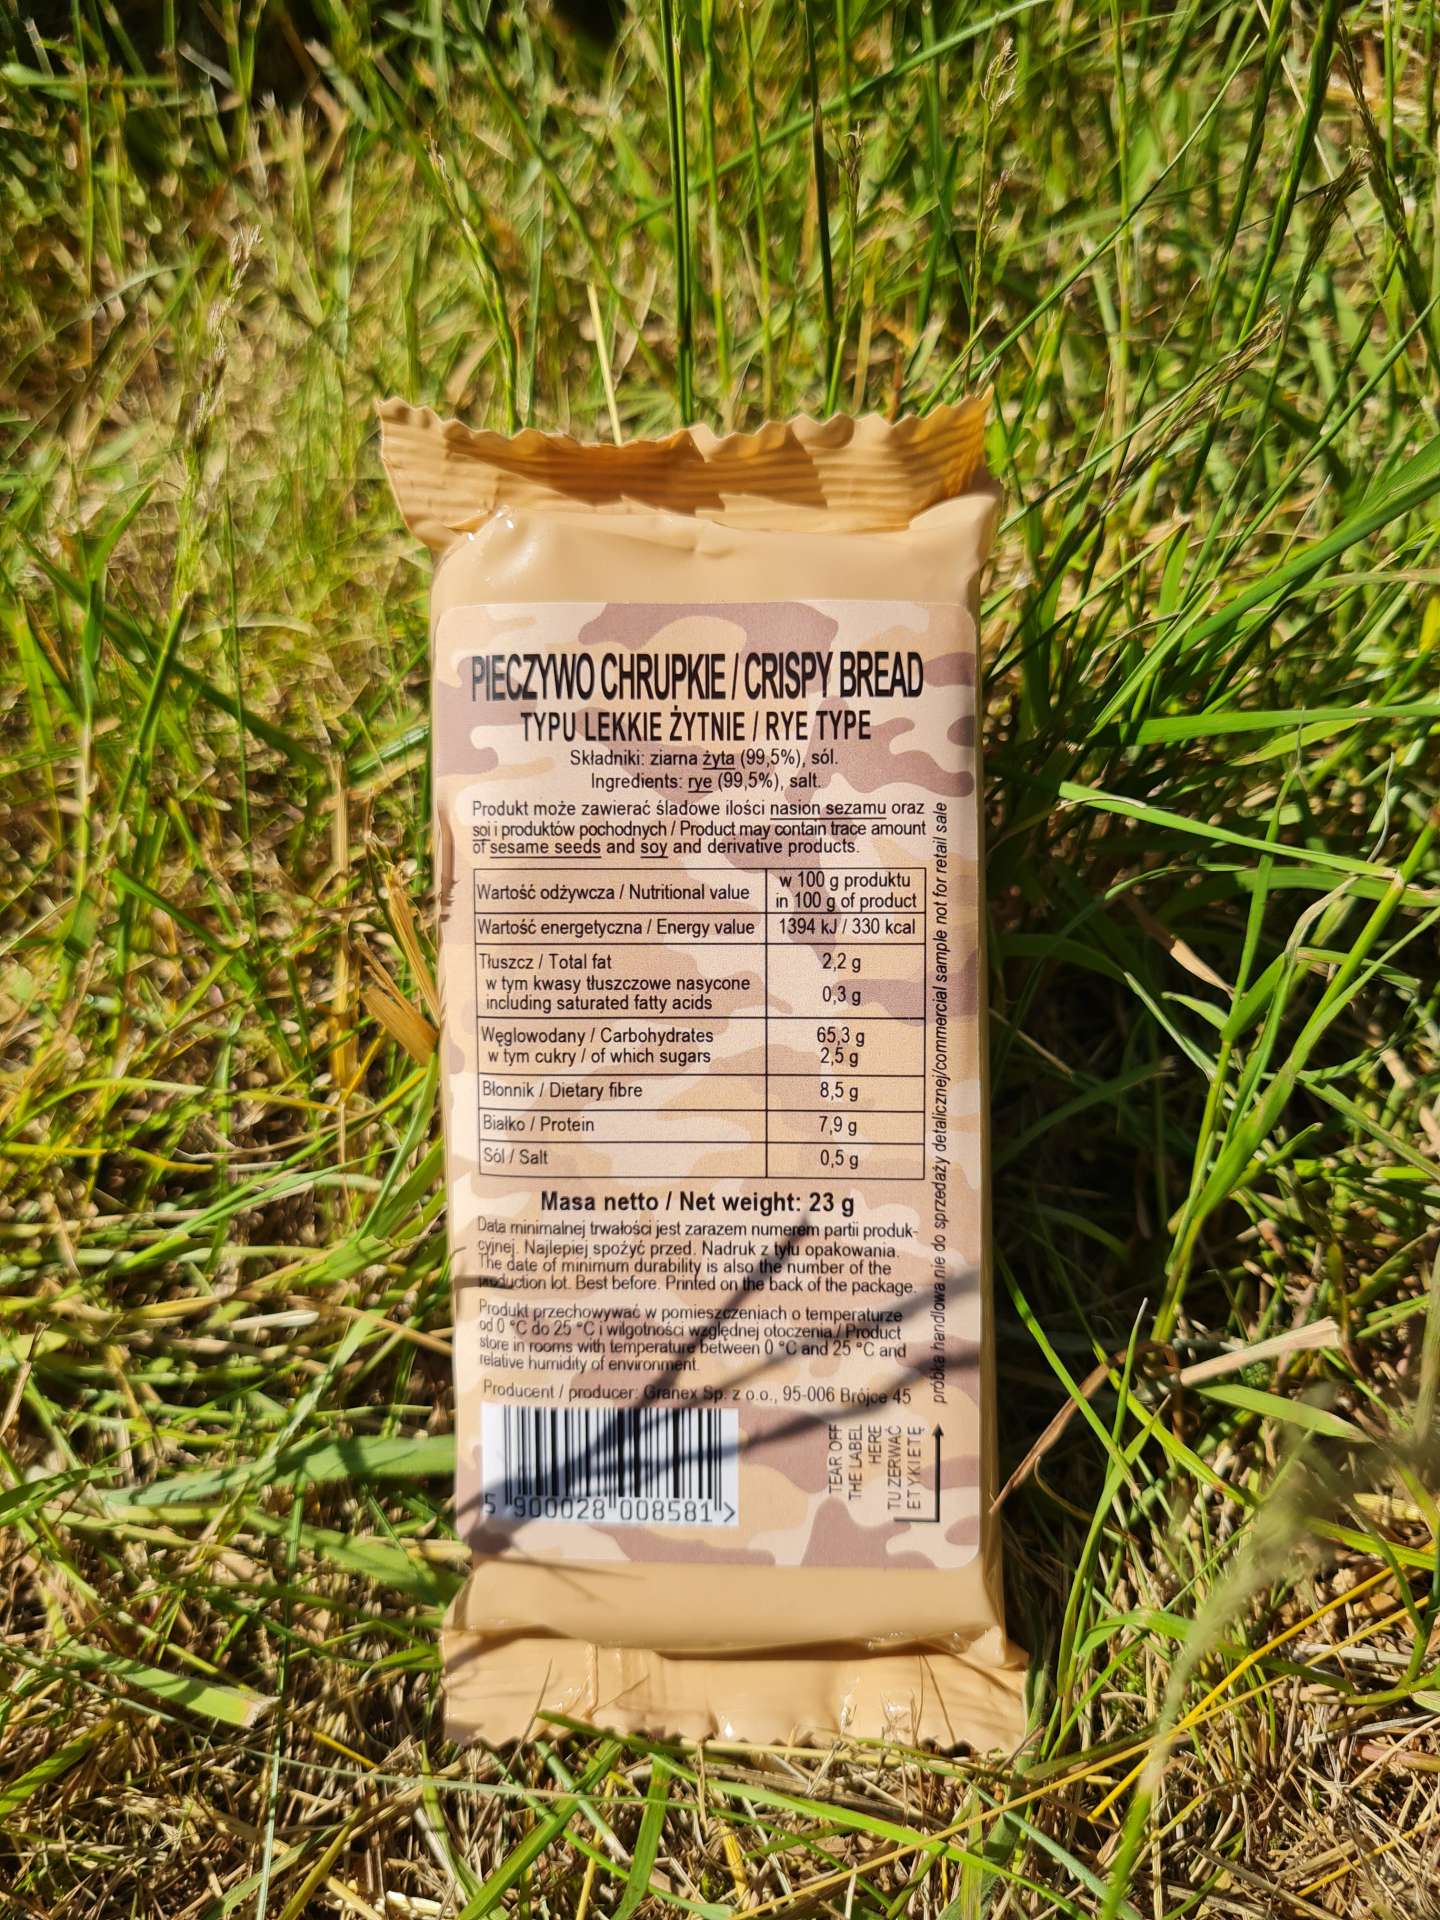 PIECZYWO CHRUPKIE / CRISPY BREAD
TYPU LEKKIE ŻYTNIE / RYE TYPE
Składniki: ziarna żyta (99,5%), sól.
Ingredients: rye (99,5%), salt.
Produkt może zawierać śladowe ilości nasion sezamu oraz
soi i produktów pochodnych / Product may contain trace amount
of sesame seeds and soy and derivative products.
Wartość odżywcza / Nutritional value
w 100 g produktu
in 100 g of product
Wartość energetyczna / Energy value 1394 kJ / 330 kcal
Tłuszcz / Total fat 2,2 g
w tym kwasy tłuszczowe nasycone
including saturated fatty acids 0,3 g
Węglowodany / Carbohydrates 65,3 g
w tym cukry / of which sugars 2,5 g
Błonnik / Dietary fibre 8,5 g
Białko / Protein 7,9 g
Sól / Salt 0,5 g
Masa netto / Net weight: 23 g
Data minimalnej trwałości jest zarazem numerem partii produk-
cyjnej. Najlepiej spożyć przed. Nadruk z tyłu opakowania.
The date of minimum durability is also the number of the
production lot. Best before. Printed on the back of the package.
Produkt przechowywać w pomieszczeniach o temperaturze
od 0 °C do 25 °C i wilgotności względnej otoczenia / Product
store in rooms with temperature between 0 °C and 25 °C and
relative humidity of environment.
Producent / producer: Granex Sp. z o.o., 95-006 Brójce 45
5 900028 008581 >
TEAR OFF
THE LABEL
HERE
TU ZERWAĆ
ETYKIETĘ
próbka handlowa nie do sprzedaży detalicznej/commercial sample not for retail sale